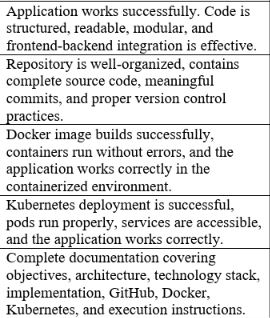 Application works successfully. Code is
structured, readable, modular, and
frontend-backend integration is effective.
Repository is well-organized, contains
complete source code, meaningful
commits, and proper version control
practices.
Docker image builds successfully,
containers run without errors, and the
application works correctly in the
containerized environment.
Kubernetes deployment is successful,
pods run properly, services are accessible,
and the application works correctly.
Complete documentation covering
objectives, architecture, technology stack,
implementation, GitHub, Docker,
Kubernetes, and execution instructions.